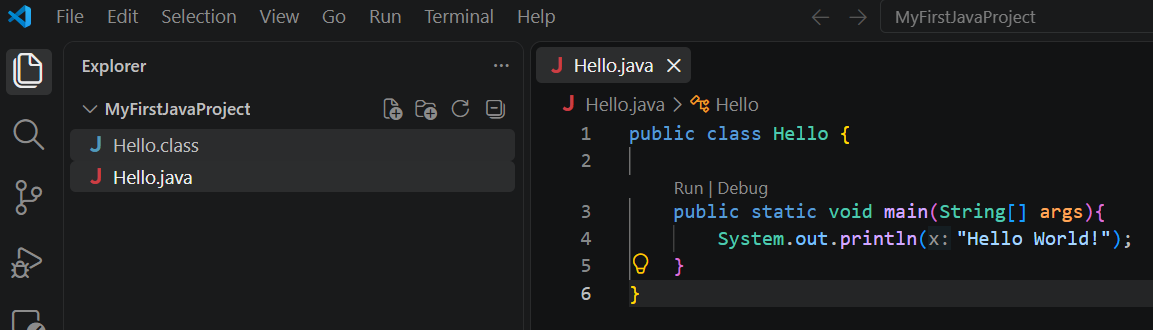 File Edit Selection View Go Run Terminal Help
MyFirstJavaProject
Explorer
MyFirstJavaProject
Hello.class
Hello.java
Hello.java
Hello.java > Hello
1 public class Hello {
2
Run | Debug
3 public static void main(String[] args){
4 System.out.println(x: "Hello World!");
5 }
6 }